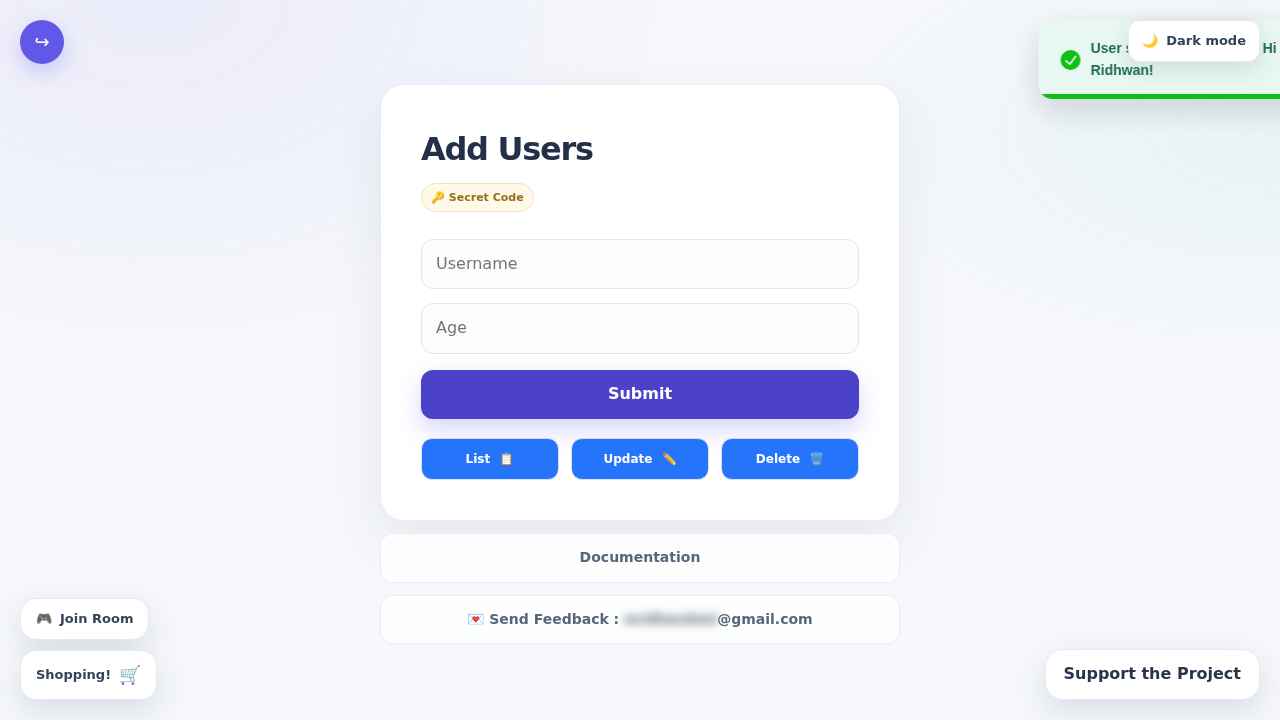 ↪
User s Hi
Ridhwan!
🌙 Dark mode
Add Users
🔑 Secret Code
Username
Age
Submit
List 📋
Update ✏️
Delete 🗑️
Documentation
💌 Send Feedback : @gmail.com
🎮 Join Room
Shopping! 🛒
Support the Project